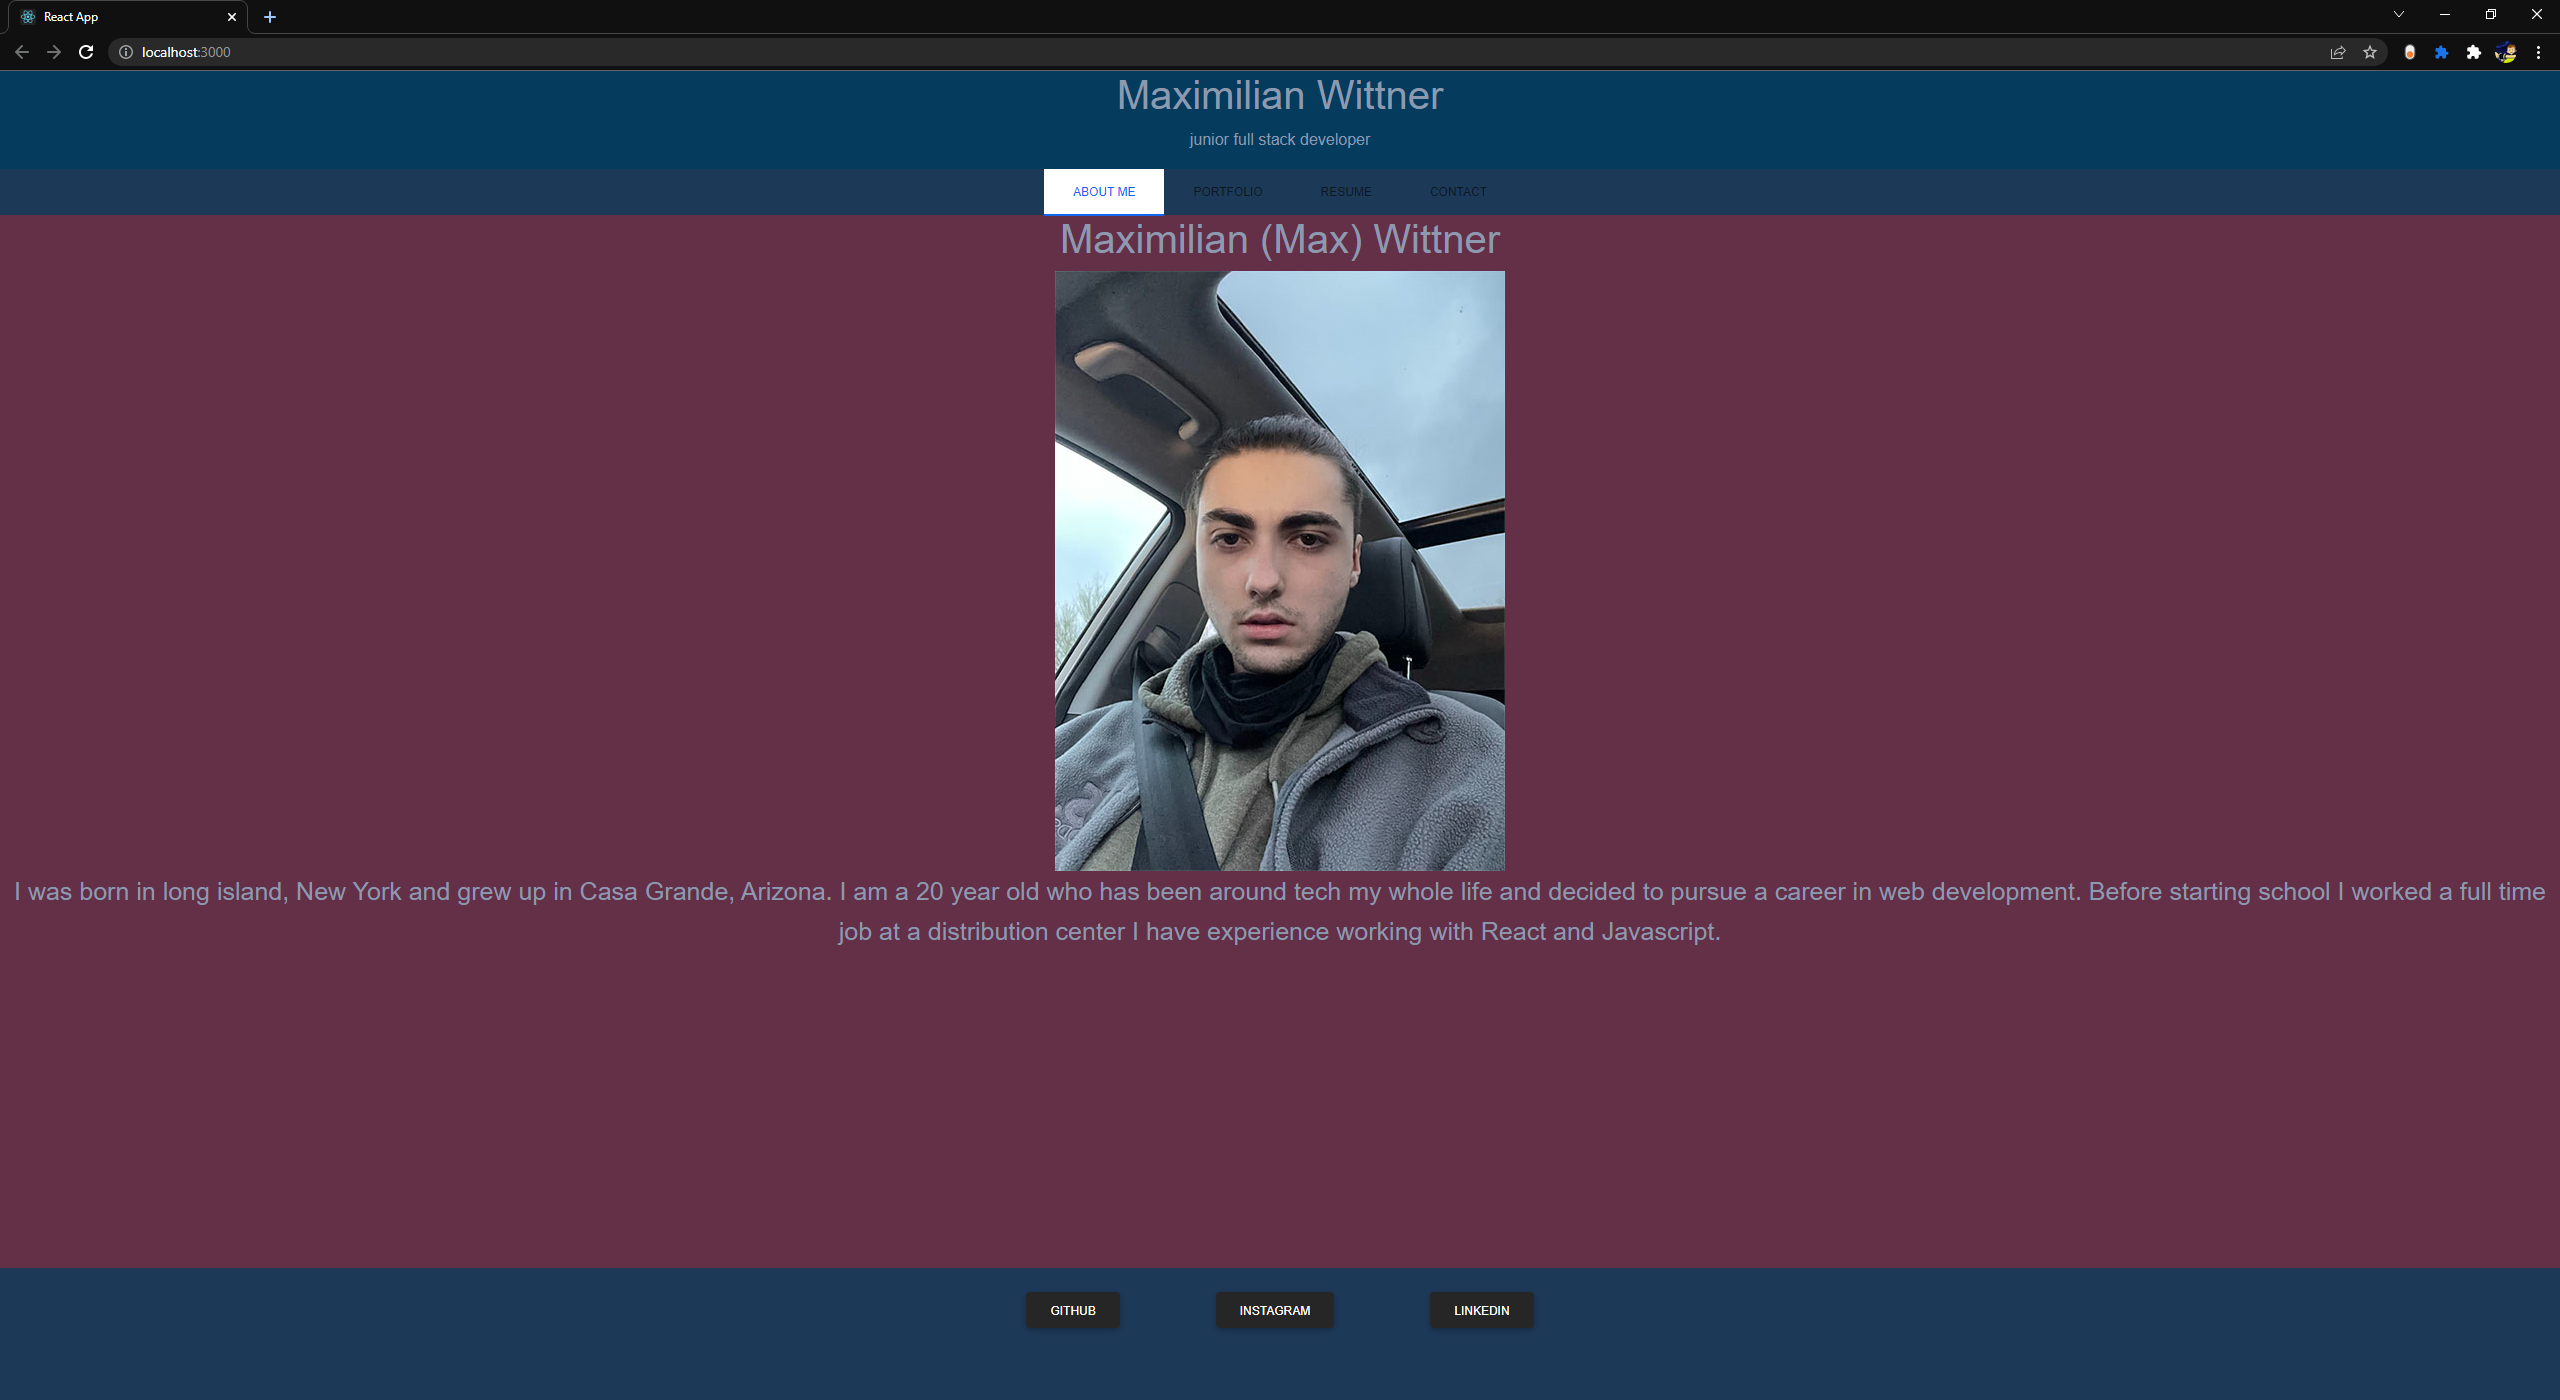 React App
localhost:3000
Maximilian Wittner
junior full stack developer
ABOUT ME PORTFOLIO RESUME CONTACT
Maximilian (Max) Wittner
I was born in long island, New York and grew up in Casa Grande, Arizona. I am a 20 year old who has been around tech my whole life and decided to pursue a career in web development. Before starting school I worked a full time
job at a distribution center I have experience working with React and Javascript.
GITHUB INSTAGRAM LINKEDIN